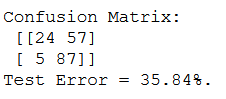 Confusion Matrix:
[[24 57]
[ 5 87]]
Test Error = 35.84%.